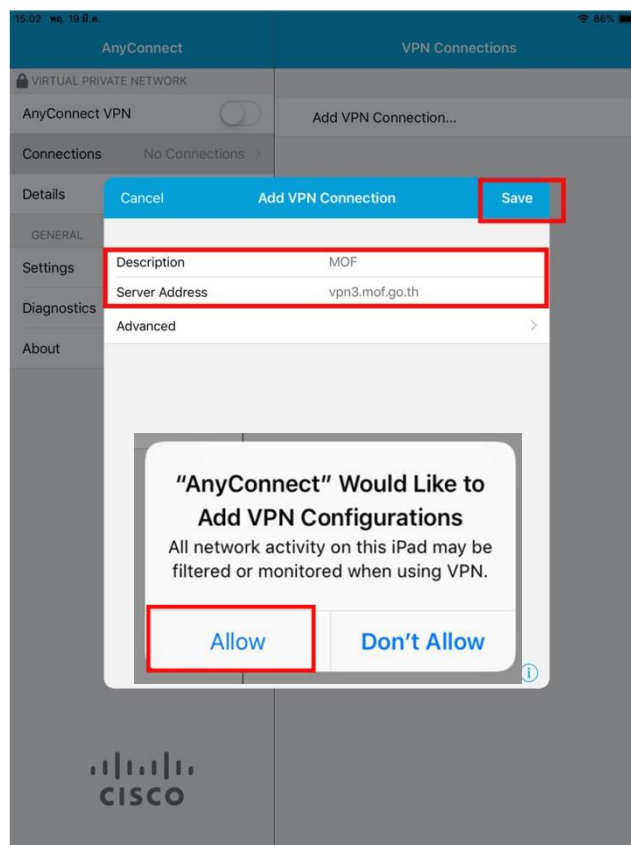 15:02 พฤ. 19 มี.ค.
86%
AnyConnect
VPN Connections
VIRTUAL PRIVATE NETWORK
AnyConnect VPN
Add VPN Connection...
Connections No Connections
Details
Cancel Add VPN Connection Save
GENERAL
Settings
Description MOF
Server Address vpn3.mof.go.th
Diagnostics
Advanced
About
"AnyConnect" Would Like to
Add VPN Configurations
All network activity on this iPad may be
filtered or monitored when using VPN.
Allow Don't Allow
CISCO